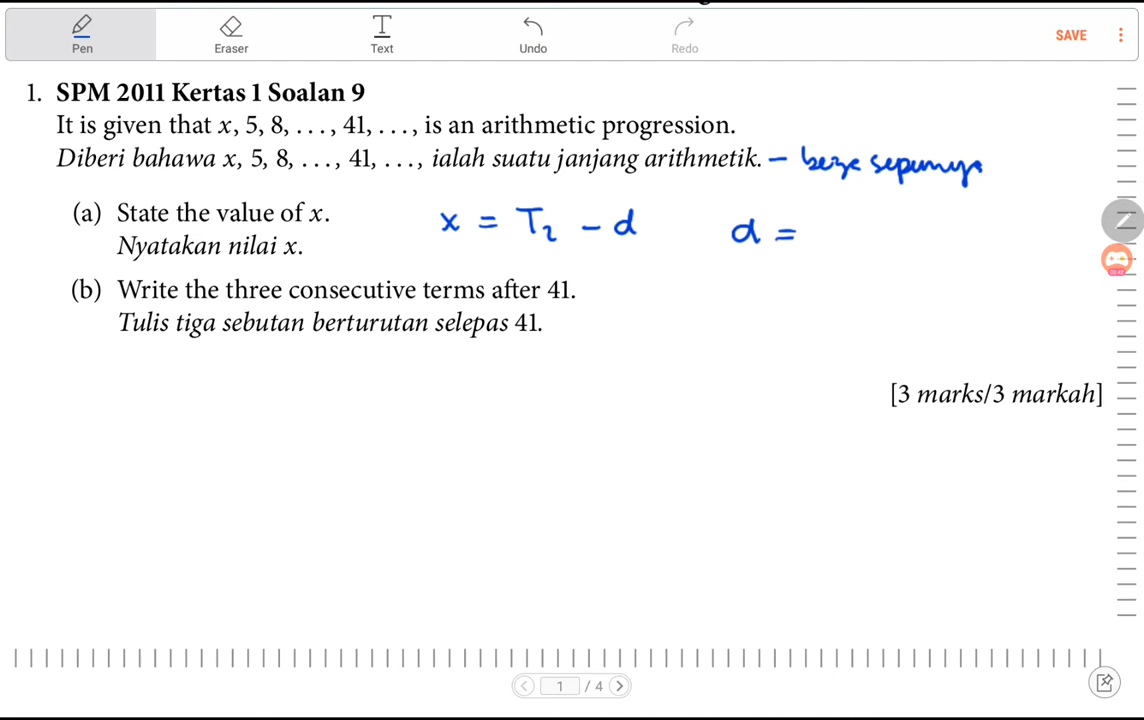 Pen Eraser Text Undo Redo SAVE
1. SPM 2011 Kertas 1 Soalan 9
It is given that x, 5, 8, . . . , 41, . . . , is an arithmetic progression.
Diberi bahawa x, 5, 8, . . . , 41, . . . , ialah suatu janjang arithmetik. – beza sepunya
(a) State the value of x. x = T₂ – d d =
Nyatakan nilai x.
(b) Write the three consecutive terms after 41.
Tulis tiga sebutan berturutan selepas 41.
[3 marks/3 markah]
1 / 4